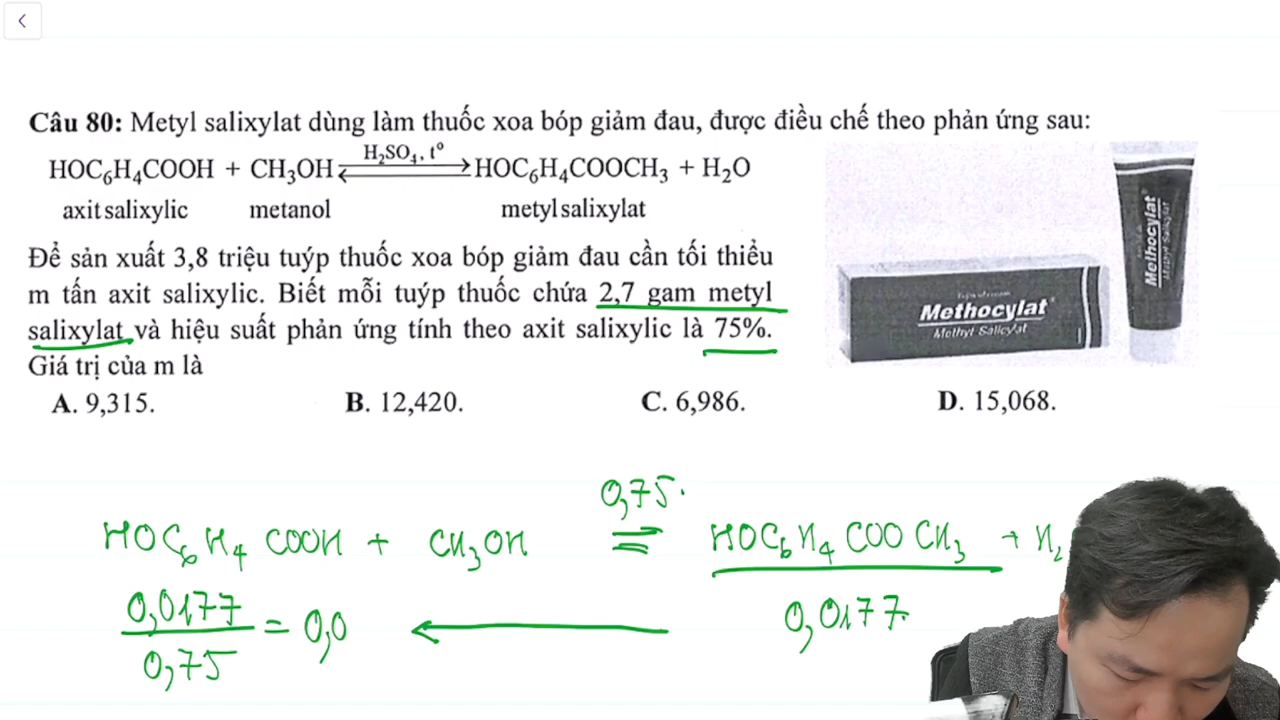 Câu 80: Metyl salixylat dùng làm thuốc xoa bóp giảm đau, được điều chế theo phản ứng sau:
H₂SO₄, tº
HOC₆H₄COOH + CH₃OH ⇌ HOC₆H₄COOCH₃ + H₂O
axit salixylic metanol metyl salixylat
Để sản xuất 3,8 triệu tuýp thuốc xoa bóp giảm đau cần tối thiểu
m tấn axit salixylic. Biết mỗi tuýp thuốc chứa 2,7 gam metyl
salixylat và hiệu suất phản ứng tính theo axit salixylic là 75%.
Giá trị của m là
Methocylat
Methyl Salicylat
Methocylat
Methyl Salicylat
A. 9,315. B. 12,420. C. 6,986. D. 15,068.
0,75.
HOC₆H₄COOH + CH₃OH ⇌ HOC₆H₄COOCH₃ + H₂
0,0177
0,75
= 0,0 ← 0,0177